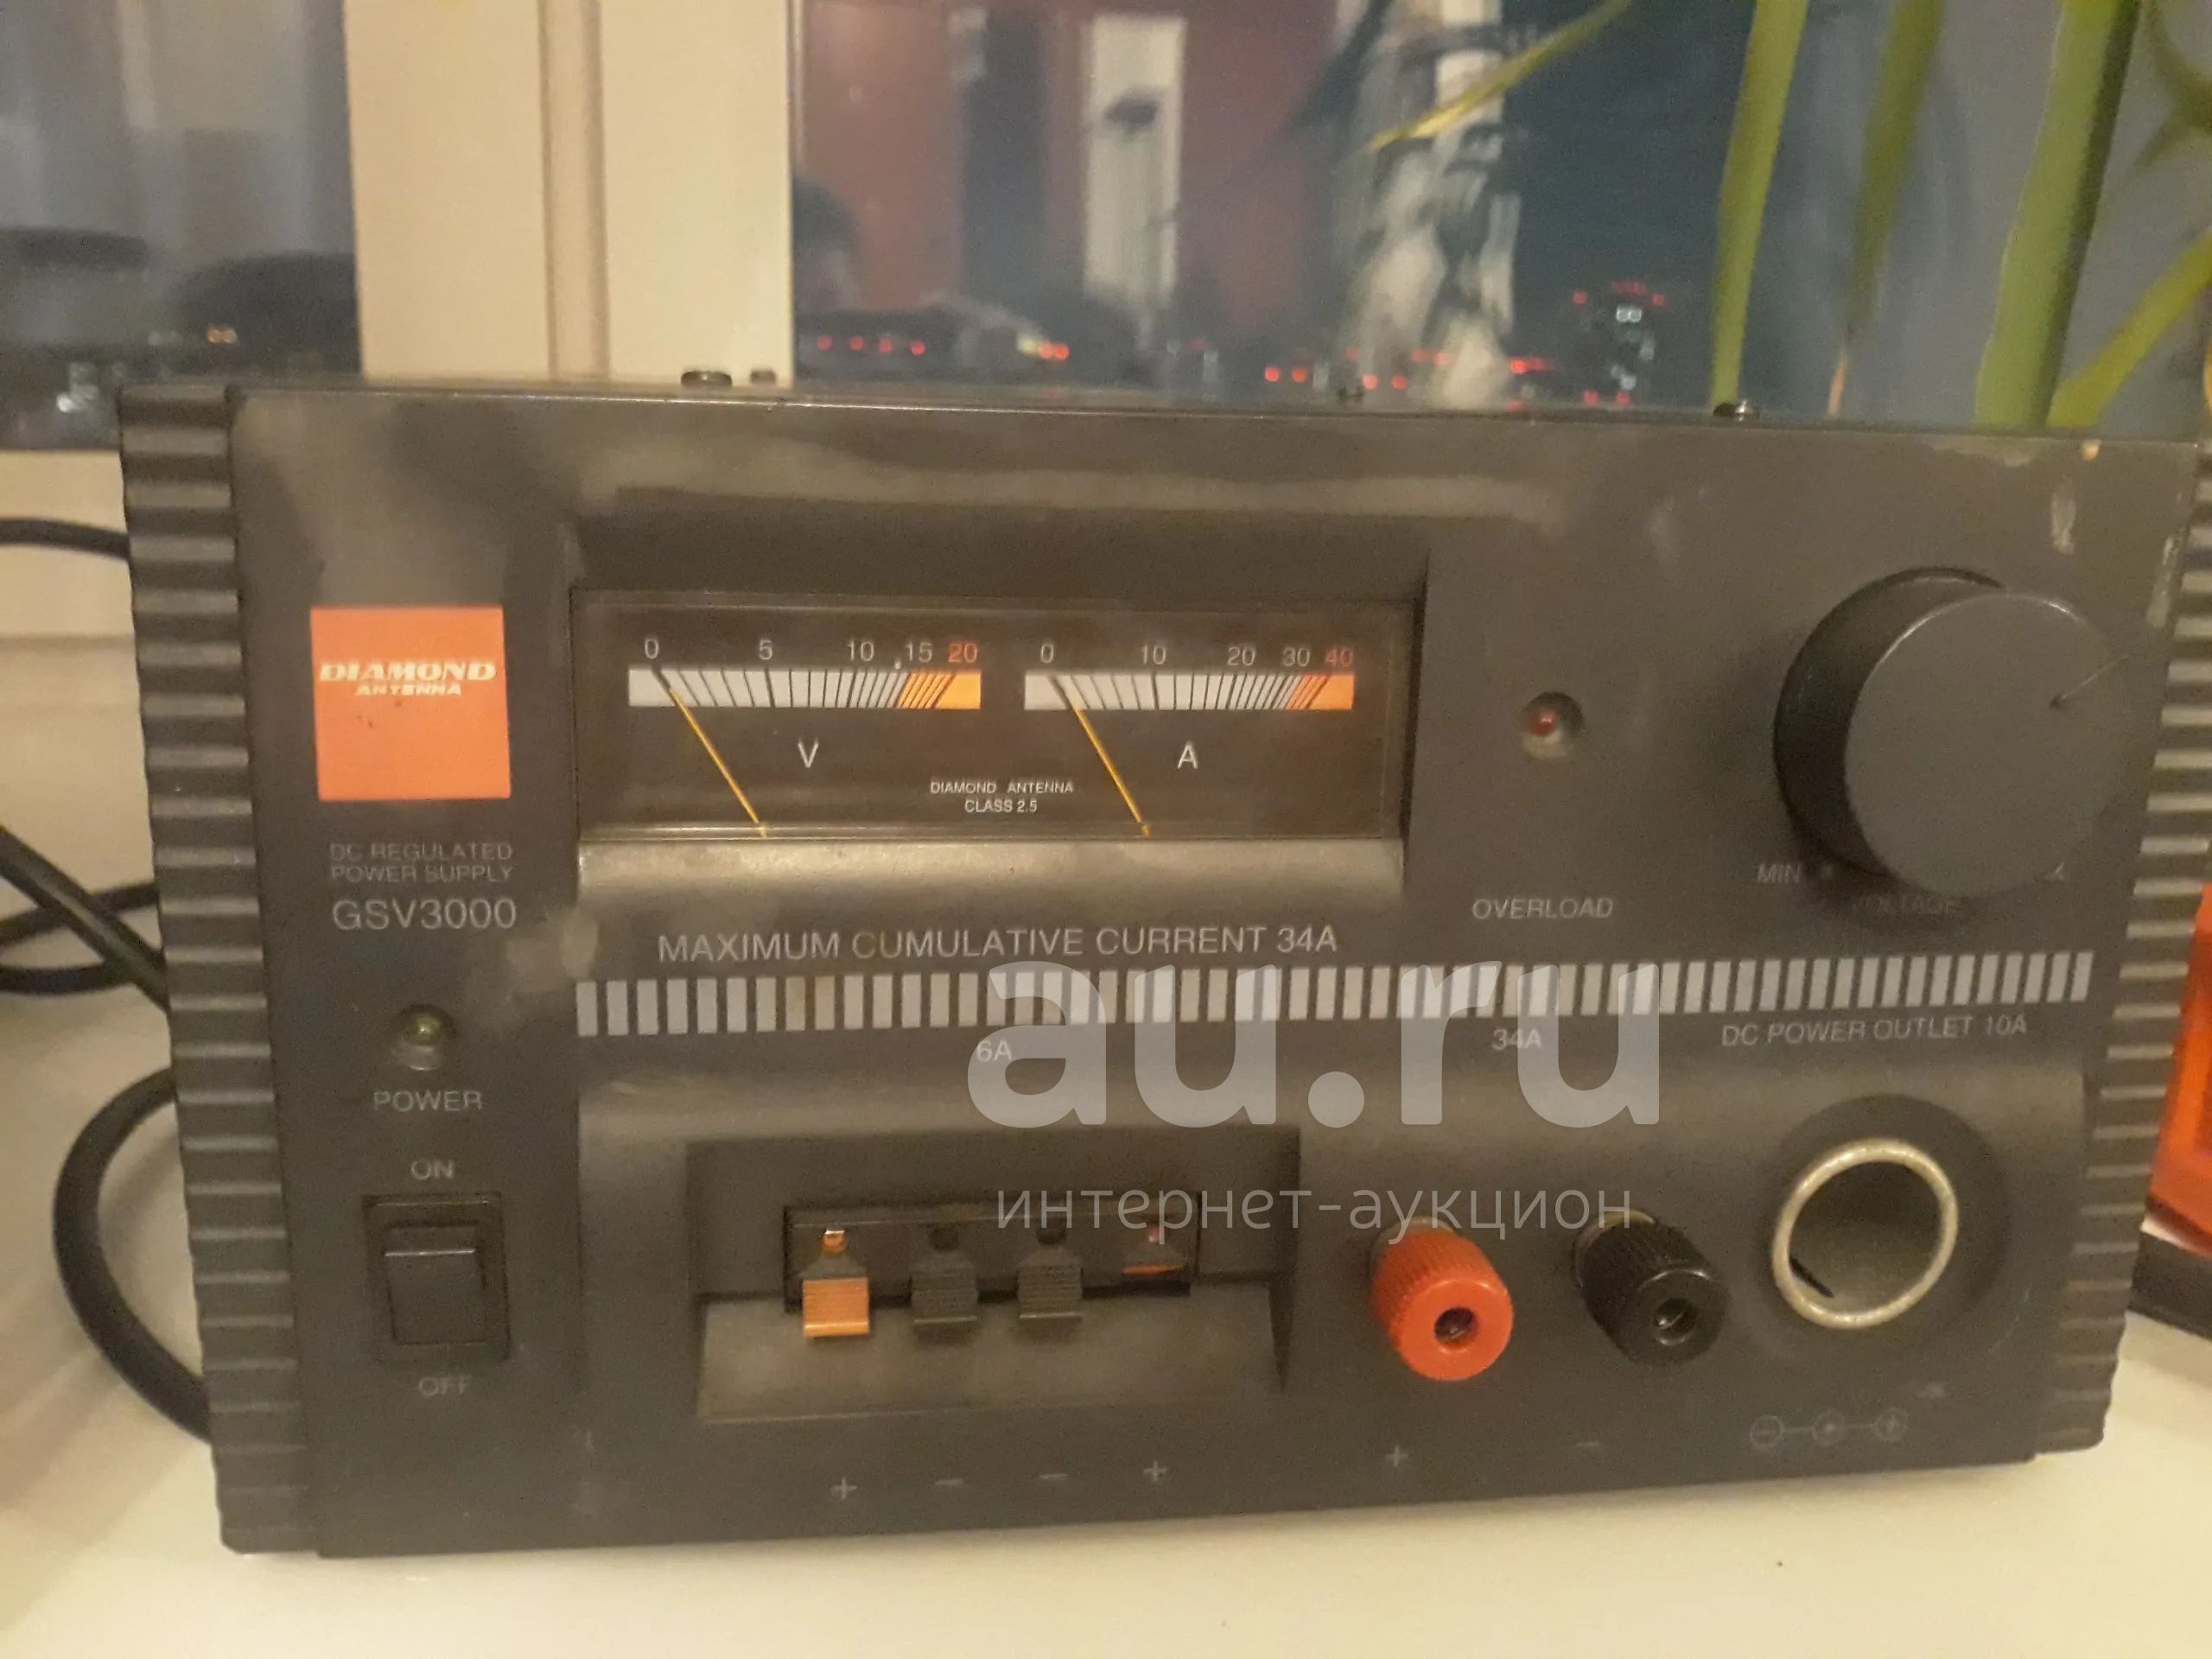 DIAMOND
ANTENNA
DC REGULATED
POWER SUPPLY
GSV3000
0 5 10 15 20
0 10 20 30 40
V
A
DIAMOND ANTENNA
CLASS 2.5
OVERLOAD
MIN
VOLTAGE
MAXIMUM CUMULATIVE CURRENT 34A
6A
34A
DC POWER OUTLET 10A
POWER
ON
OFF
+ − − +
+ −
au.ru
интернет-аукцион